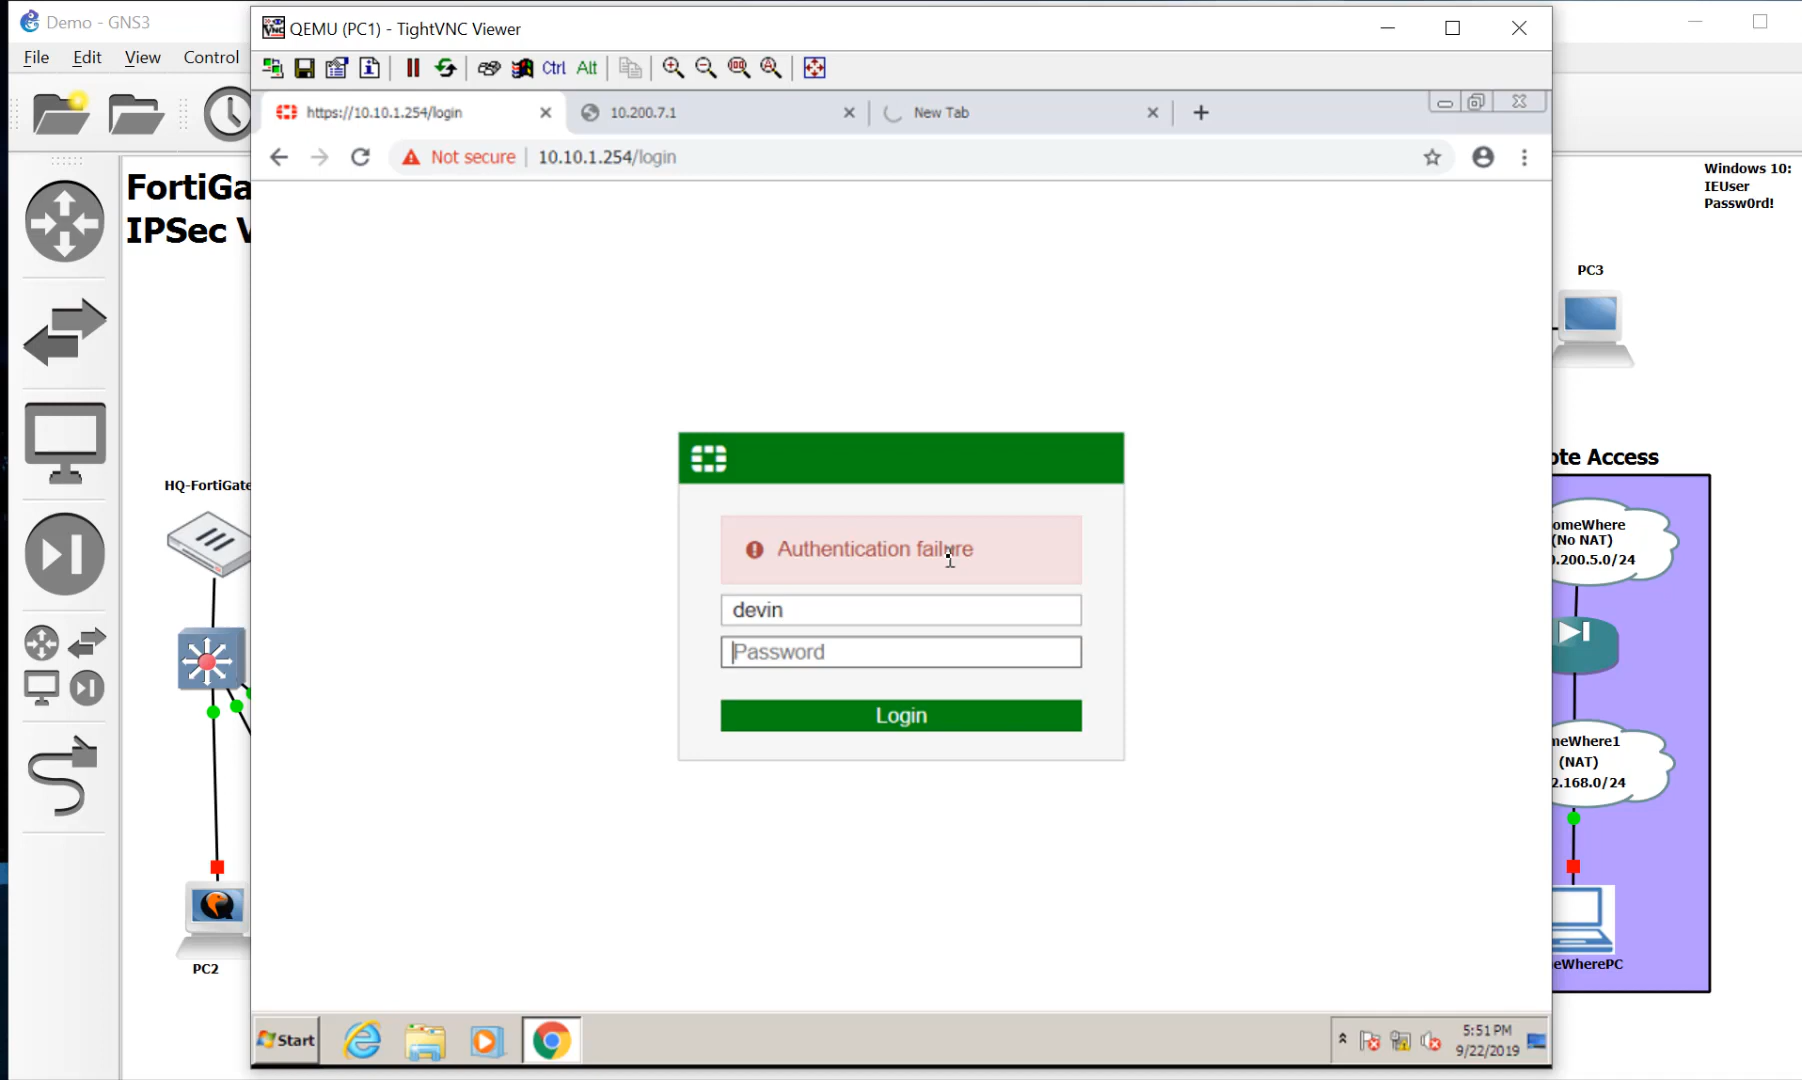 Demo - GNS3
File Edit View Control
QEMU (PC1) - TightVNC Viewer
Ctrl Alt
https://10.10.1.254/login
10.200.7.1
New Tab
Not secure
10.10.1.254/login
FortiGa
IPSec V
Windows 10:
IEUser
Passw0rd!
PC3
Authentication failure
devin
Password
Login
HQ-FortiGate
PC2
ote Access
omeWhere
(No NAT)
.200.5.0/24
meWhere1
(NAT)
2.168.0/24
eWherePC
Start
5:51 PM
9/22/2019